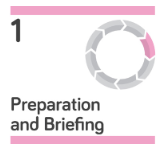 1
Preparation
and Briefing